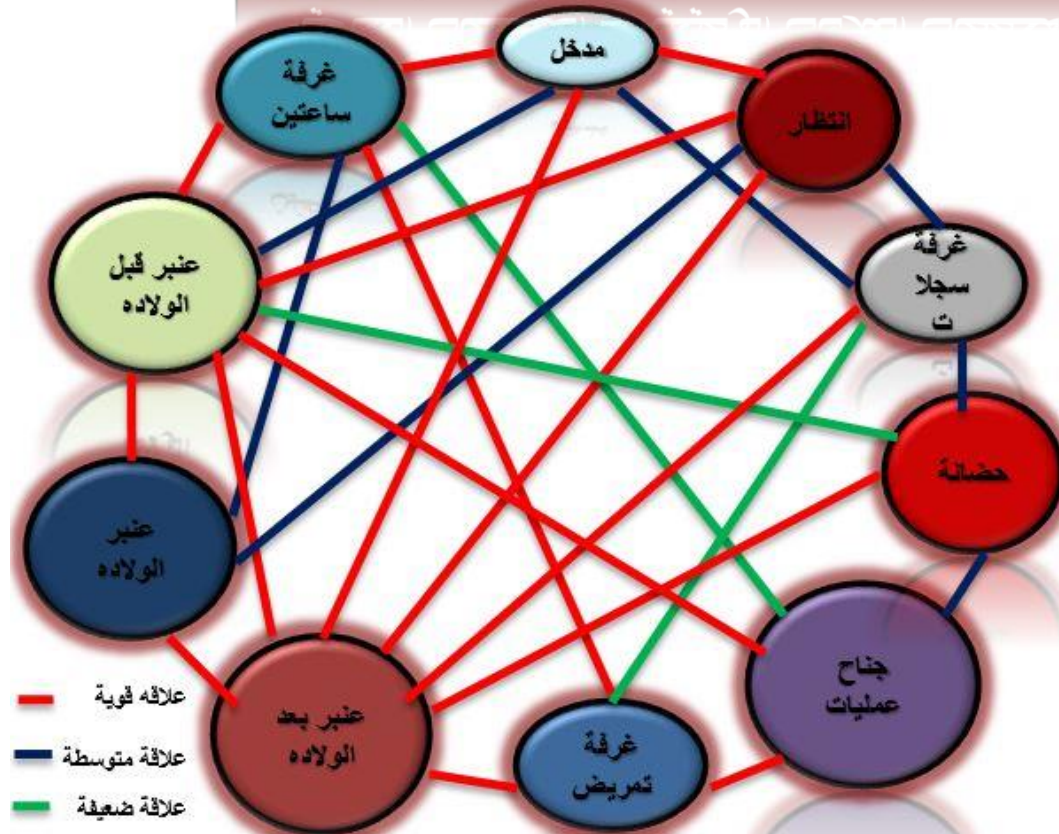 مدخل
غرفة
ساعتين
انتظار
غرفة
سجلا
ت
عنبر قبل
الولاده
حضانة
عنبر
الولاده
جناح
عمليات
عنبر بعد
الولاده
غرفة
تمريض
علاقه قوية
علاقة متوسطة
علاقة ضعيفة